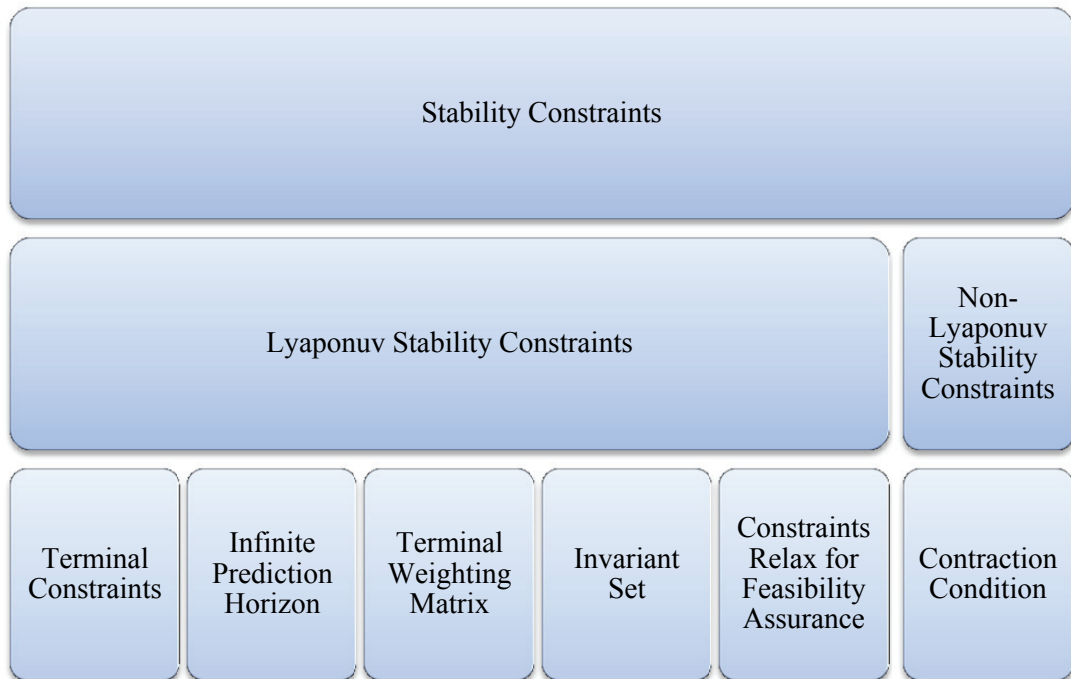 Stability Constraints
Lyaponuv Stability Constraints
Non-
Lyaponuv
Stability
Constraints
Terminal
Constraints
Infinite
Prediction
Horizon
Terminal
Weighting
Matrix
Invariant
Set
Constraints
Relax for
Feasibility
Assurance
Contraction
Condition